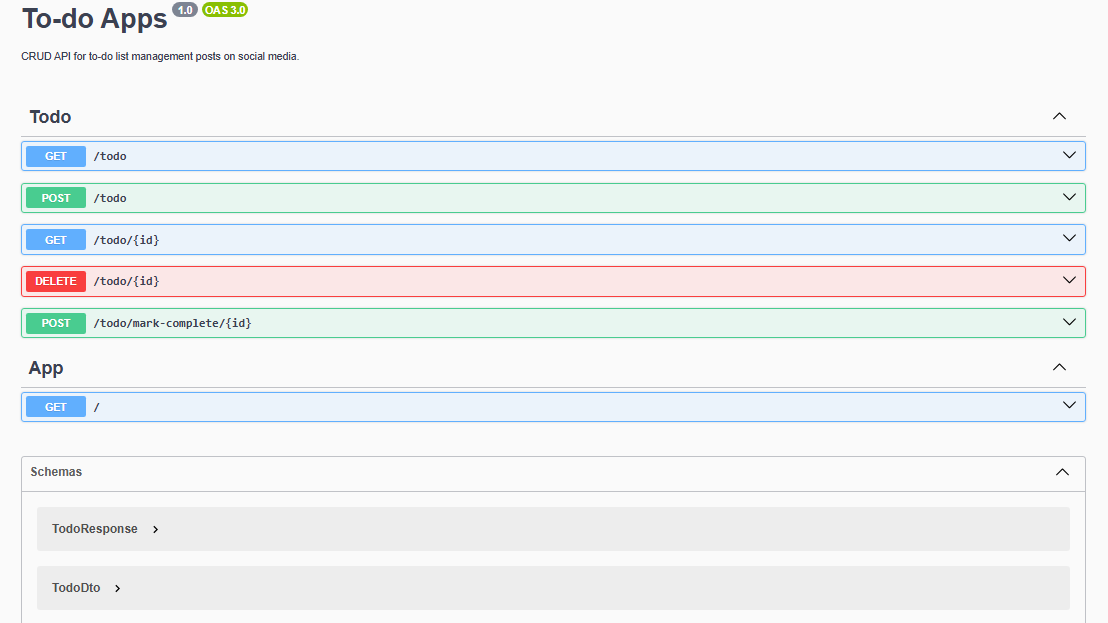 To-do Apps 1.0 OAS 3.0
CRUD API for to-do list management posts on social media.
Todo
GET /todo
POST /todo
GET /todo/{id}
DELETE /todo/{id}
POST /todo/mark-complete/{id}
App
GET /
Schemas
TodoResponse
TodoDto